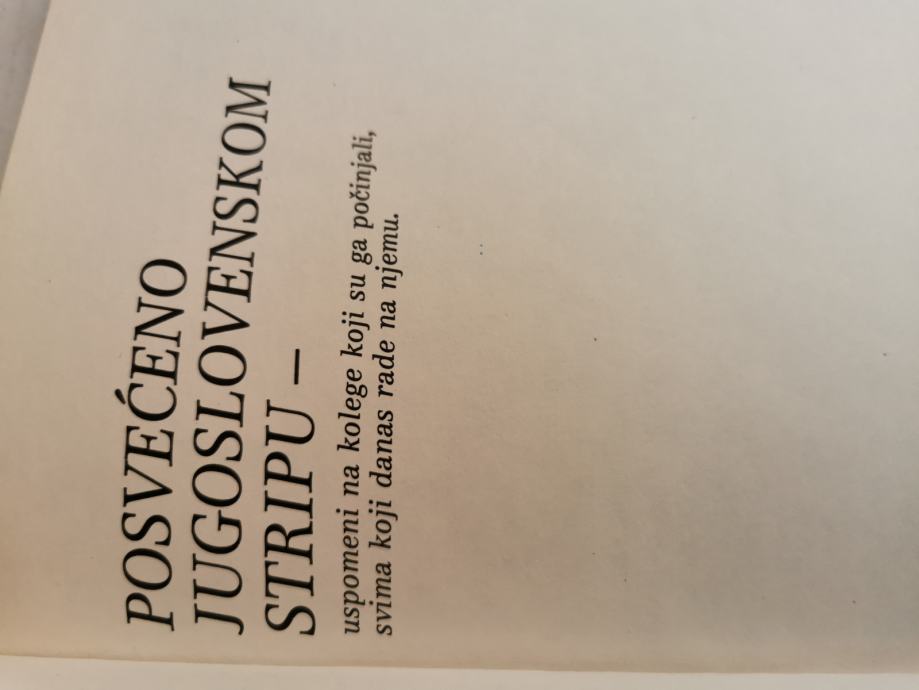 POSVEĆENO
JUGOSLOVENSKOM
STRIPU –
uspomeni na kolege koji su ga počinjali,
svima koji danas rade na njemu.